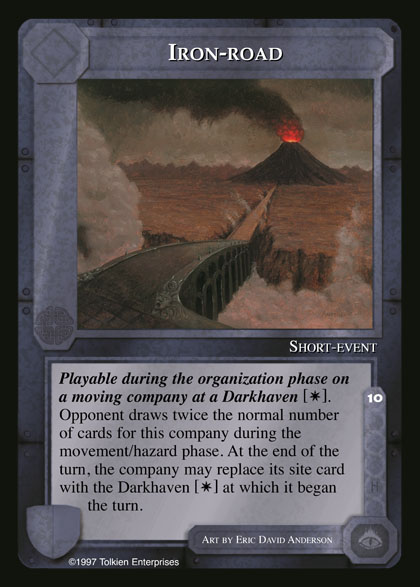 IRON-ROAD
SHORT-EVENT
Playable during the organization phase on
a moving company at a Darkhaven [✶].
Opponent draws twice the normal number
of cards for this company during the
movement/hazard phase. At the end of the
turn, the company may replace its site card
with the Darkhaven [✶] at which it began
the turn.
10
ART BY ERIC DAVID ANDERSON
©1997 Tolkien Enterprises